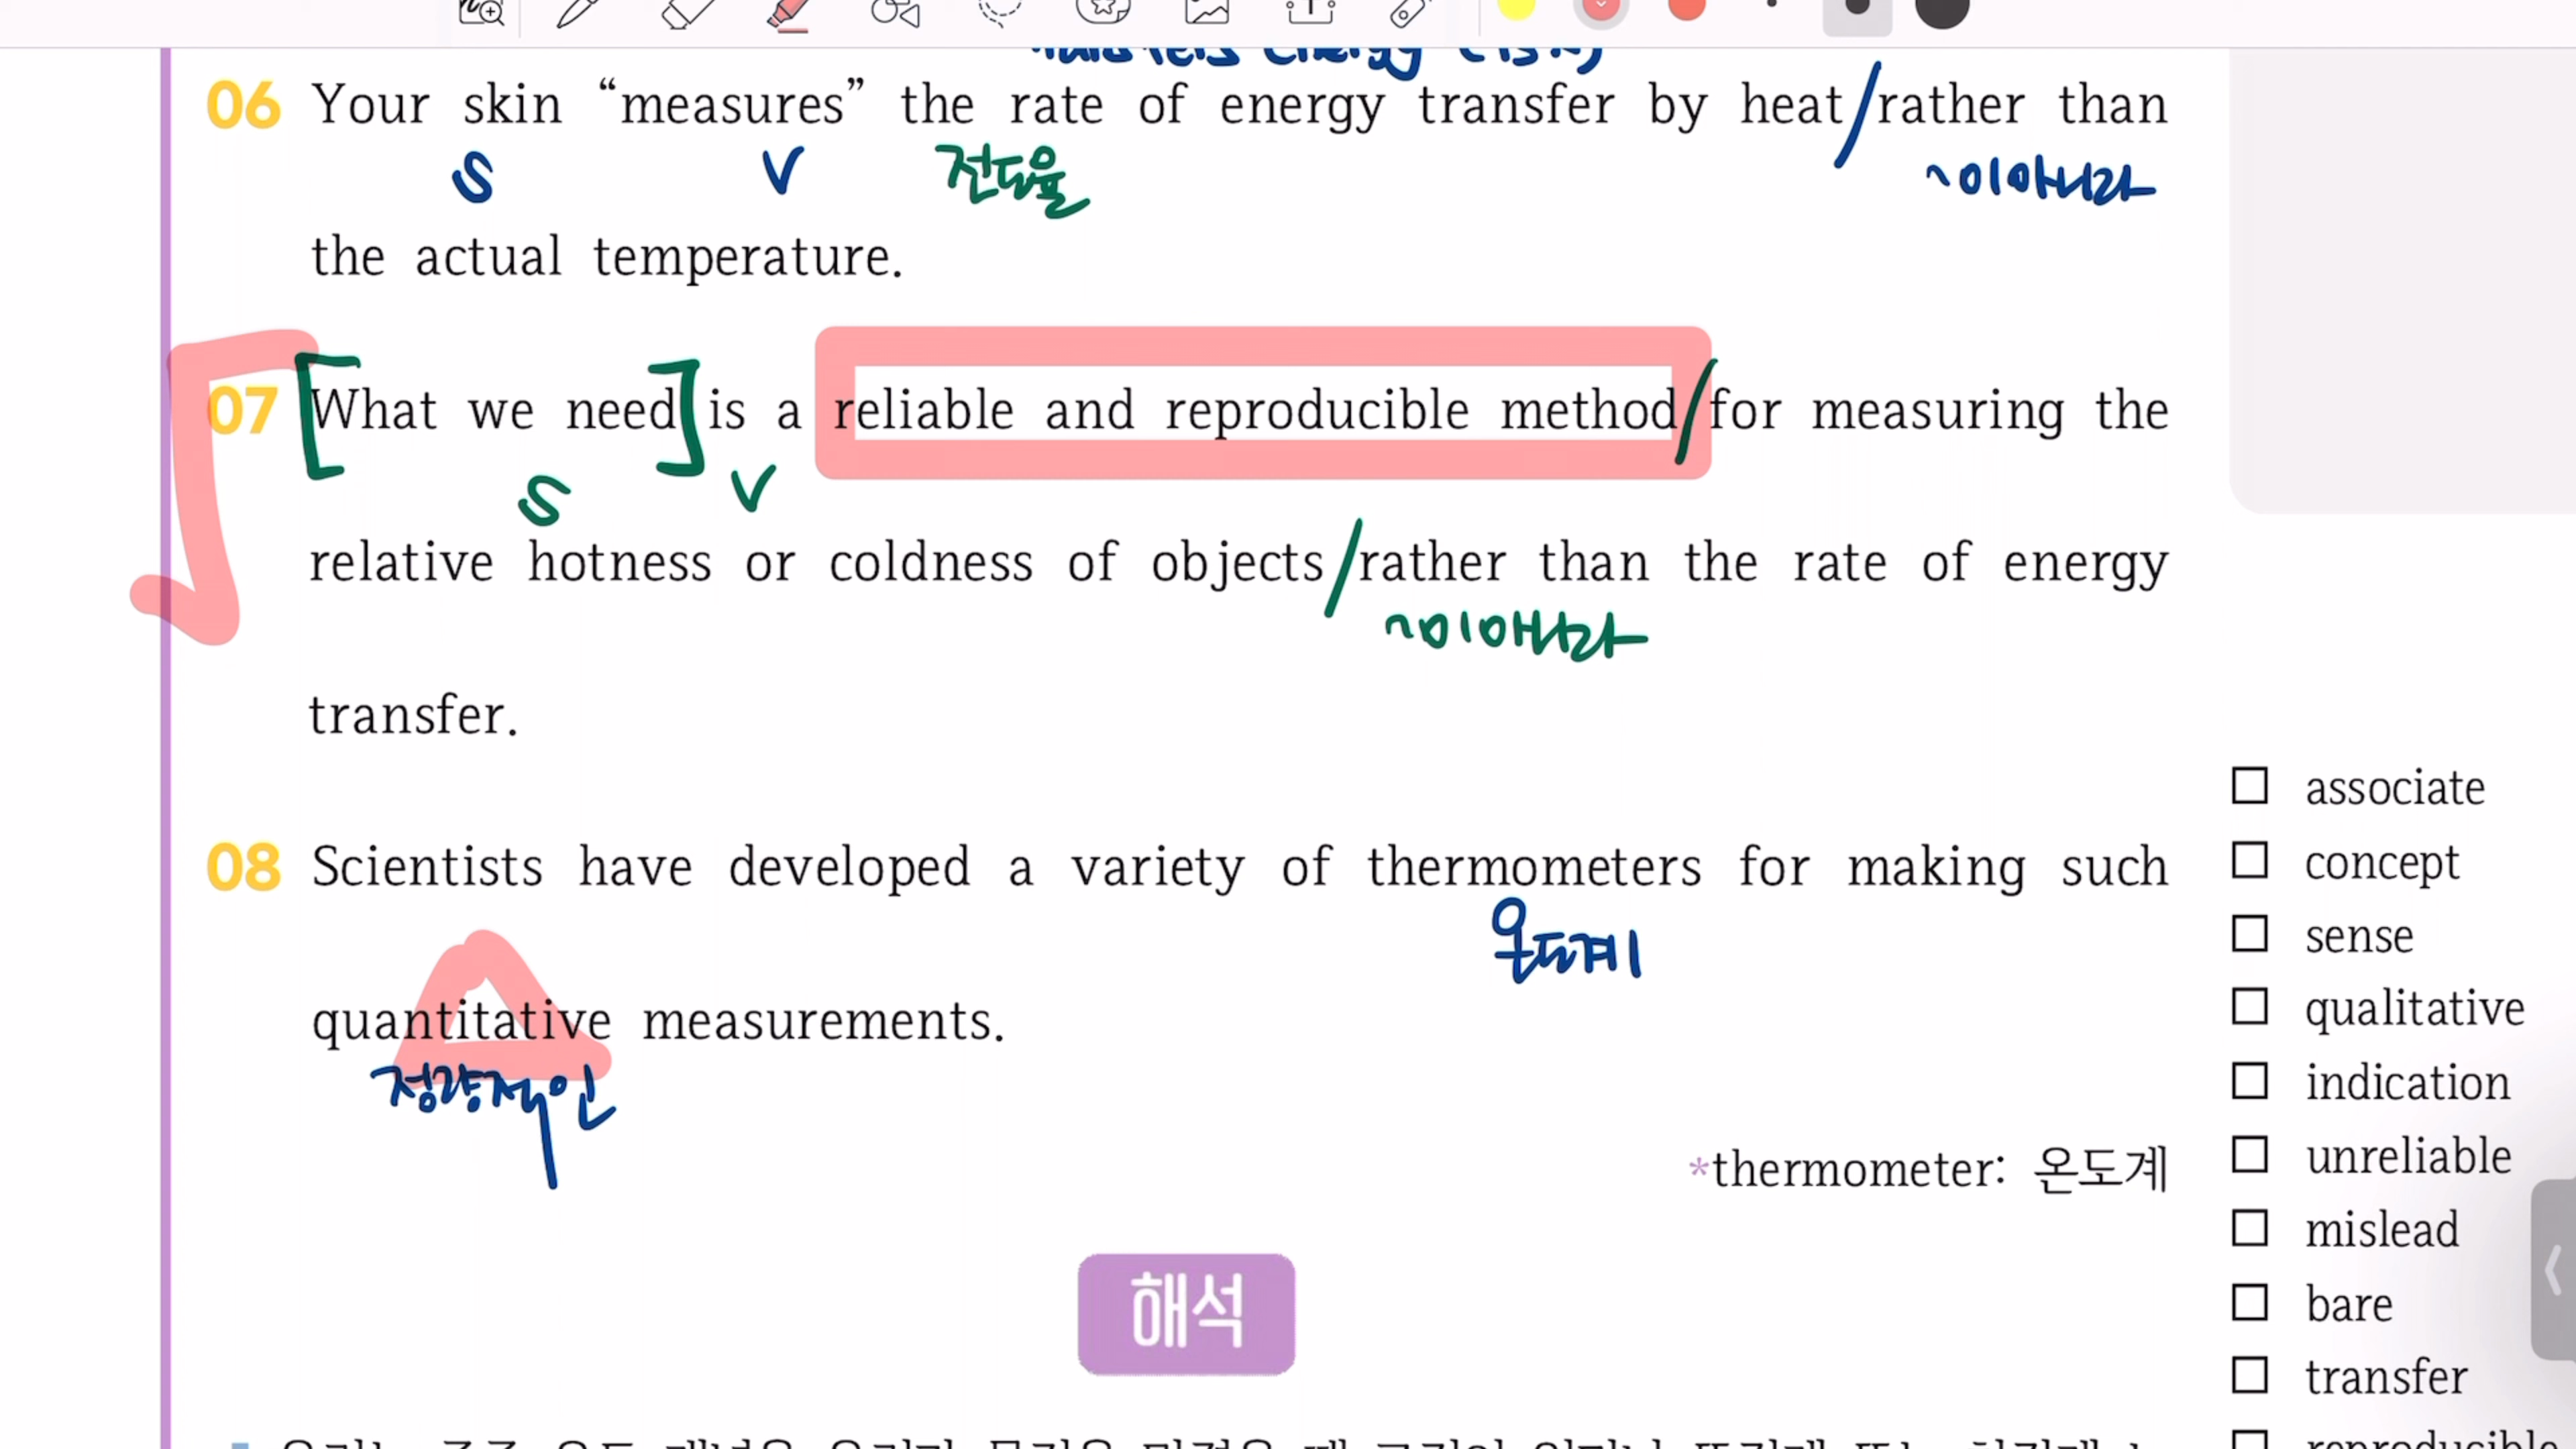 06 Your skin “measures” the rate of energy transfer by heat/rather than
S V 전달율 ~이아니라
the actual temperature.
07 [What we need] is a reliable and reproducible method/for measuring the
S V
relative hotness or coldness of objects/rather than the rate of energy
~이아니라
transfer.
08 Scientists have developed a variety of thermometers for making such
온도계
quantitative measurements.
정량적인
*thermometer: 온도계
해석
associate
concept
sense
qualitative
indication
unreliable
mislead
bare
transfer
reproducible